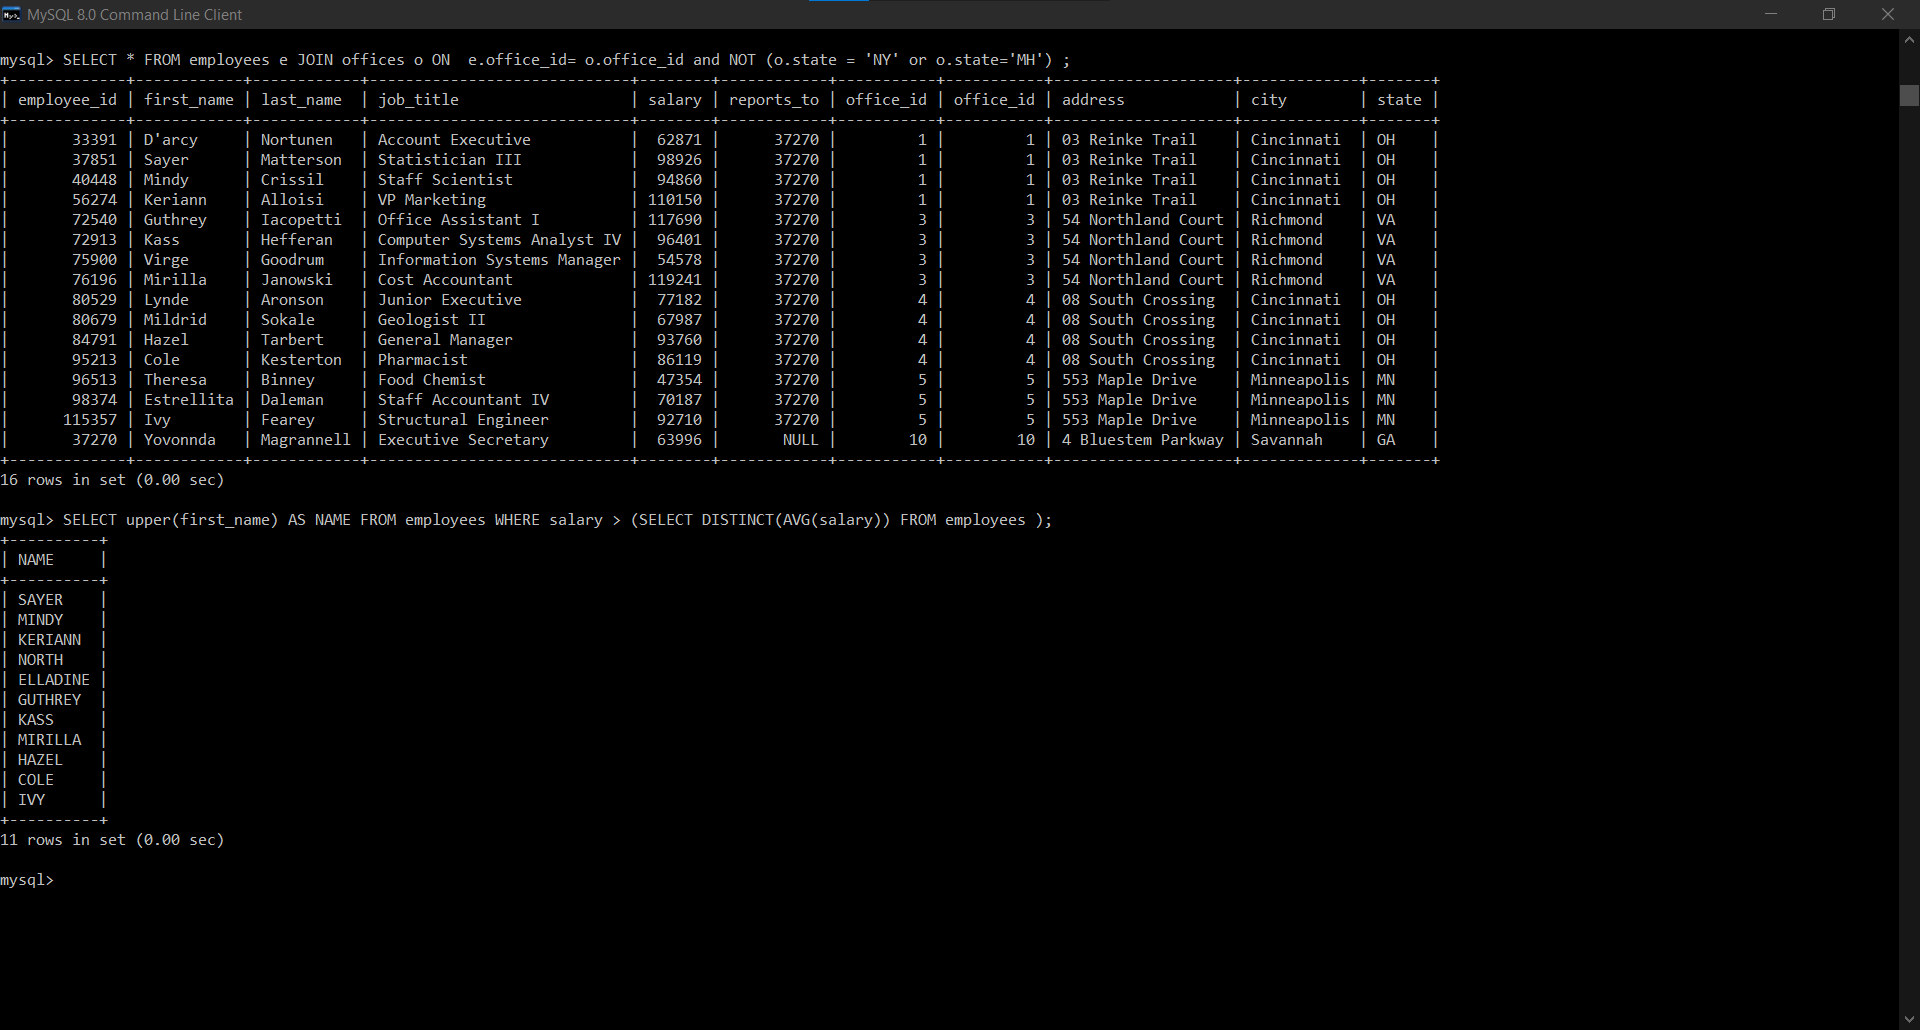 MySQL 8.0 Command Line Client
mysql> SELECT * FROM employees e JOIN offices o ON  e.office_id= o.office_id and NOT (o.state = 'NY' or o.state='MH') ;
+-------------+------------+------------+-----------------------------+--------+------------+-----------+-----------+--------------------+-------------+-------+
| employee_id | first_name | last_name  | job_title                   | salary | reports_to | office_id | office_id | address            | city        | state |
+-------------+------------+------------+-----------------------------+--------+------------+-----------+-----------+--------------------+-------------+-------+
|       33391 | D'arcy     | Nortunen   | Account Executive           |  62871 |      37270 |         1 |         1 | 03 Reinke Trail    | Cincinnati  | OH    |
|       37851 | Sayer      | Matterson  | Statistician III            |  98926 |      37270 |         1 |         1 | 03 Reinke Trail    | Cincinnati  | OH    |
|       40448 | Mindy      | Crissil    | Staff Scientist             |  94860 |      37270 |         1 |         1 | 03 Reinke Trail    | Cincinnati  | OH    |
|       56274 | Keriann    | Alloisi    | VP Marketing                | 110150 |      37270 |         1 |         1 | 03 Reinke Trail    | Cincinnati  | OH    |
|       72540 | Guthrey    | Iacopetti  | Office Assistant I          | 117690 |      37270 |         3 |         3 | 54 Northland Court | Richmond    | VA    |
|       72913 | Kass       | Hefferan   | Computer Systems Analyst IV |  96401 |      37270 |         3 |         3 | 54 Northland Court | Richmond    | VA    |
|       75900 | Virge      | Goodrum    | Information Systems Manager |  54578 |      37270 |         3 |         3 | 54 Northland Court | Richmond    | VA    |
|       76196 | Mirilla    | Janowski   | Cost Accountant             | 119241 |      37270 |         3 |         3 | 54 Northland Court | Richmond    | VA    |
|       80529 | Lynde      | Aronson    | Junior Executive            |  77182 |      37270 |         4 |         4 | 08 South Crossing  | Cincinnati  | OH    |
|       80679 | Mildrid    | Sokale     | Geologist II                |  67987 |      37270 |         4 |         4 | 08 South Crossing  | Cincinnati  | OH    |
|       84791 | Hazel      | Tarbert    | General Manager             |  93760 |      37270 |         4 |         4 | 08 South Crossing  | Cincinnati  | OH    |
|       95213 | Cole       | Kesterton  | Pharmacist                  |  86119 |      37270 |         4 |         4 | 08 South Crossing  | Cincinnati  | OH    |
|       96513 | Theresa    | Binney     | Food Chemist                |  47354 |      37270 |         5 |         5 | 553 Maple Drive    | Minneapolis | MN    |
|       98374 | Estrellita | Daleman    | Staff Accountant IV         |  70187 |      37270 |         5 |         5 | 553 Maple Drive    | Minneapolis | MN    |
|      115357 | Ivy        | Fearey     | Structural Engineer         |  92710 |      37270 |         5 |         5 | 553 Maple Drive    | Minneapolis | MN    |
|       37270 | Yovonnda   | Magrannell | Executive Secretary         |  63996 |       NULL |        10 |        10 | 4 Bluestem Parkway | Savannah    | GA    |
+-------------+------------+------------+-----------------------------+--------+------------+-----------+-----------+--------------------+-------------+-------+
16 rows in set (0.00 sec)
mysql> SELECT upper(first_name) AS NAME FROM employees WHERE salary > (SELECT DISTINCT(AVG(salary)) FROM employees );
+----------+
| NAME     |
+----------+
| SAYER    |
| MINDY    |
| KERIANN  |
| NORTH    |
| ELLADINE |
| GUTHREY  |
| KASS     |
| MIRILLA  |
| HAZEL    |
| COLE     |
| IVY      |
+----------+
11 rows in set (0.00 sec)
mysql>